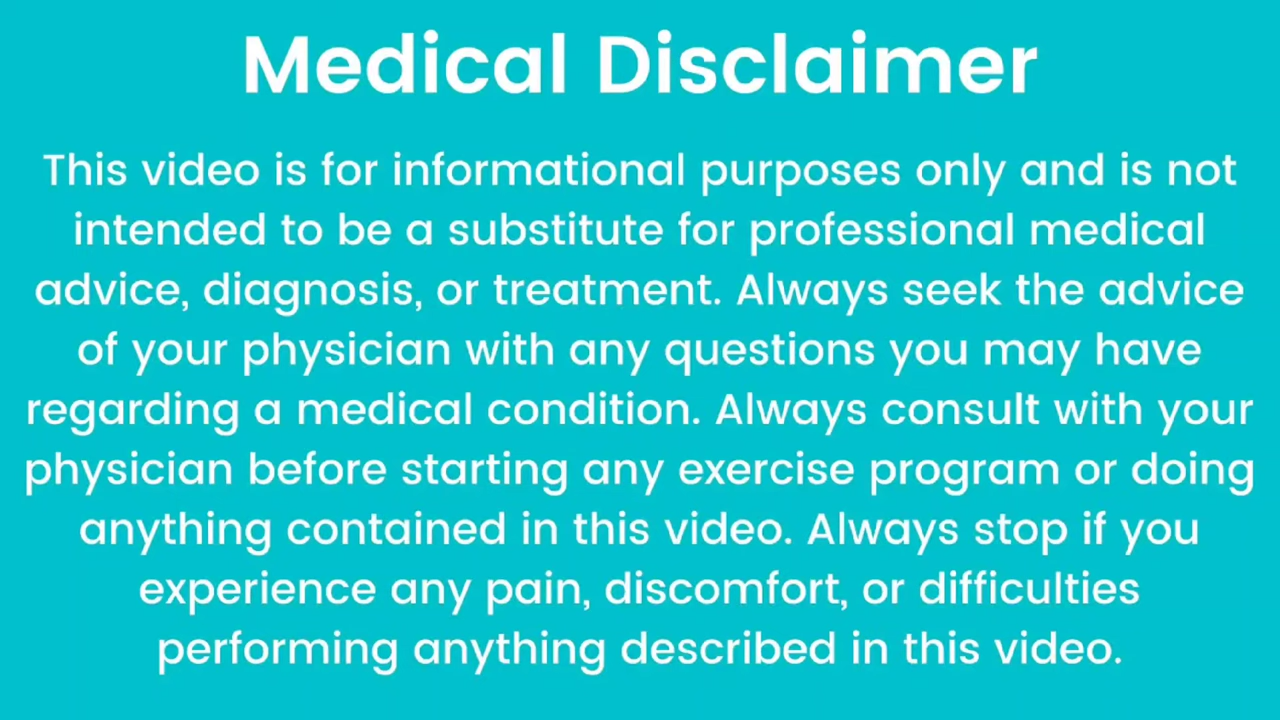 Medical Disclaimer
This video is for informational purposes only and is not
intended to be a substitute for professional medical
advice, diagnosis, or treatment. Always seek the advice
of your physician with any questions you may have
regarding a medical condition. Always consult with your
physician before starting any exercise program or doing
anything contained in this video. Always stop if you
experience any pain, discomfort, or difficulties
performing anything described in this video.